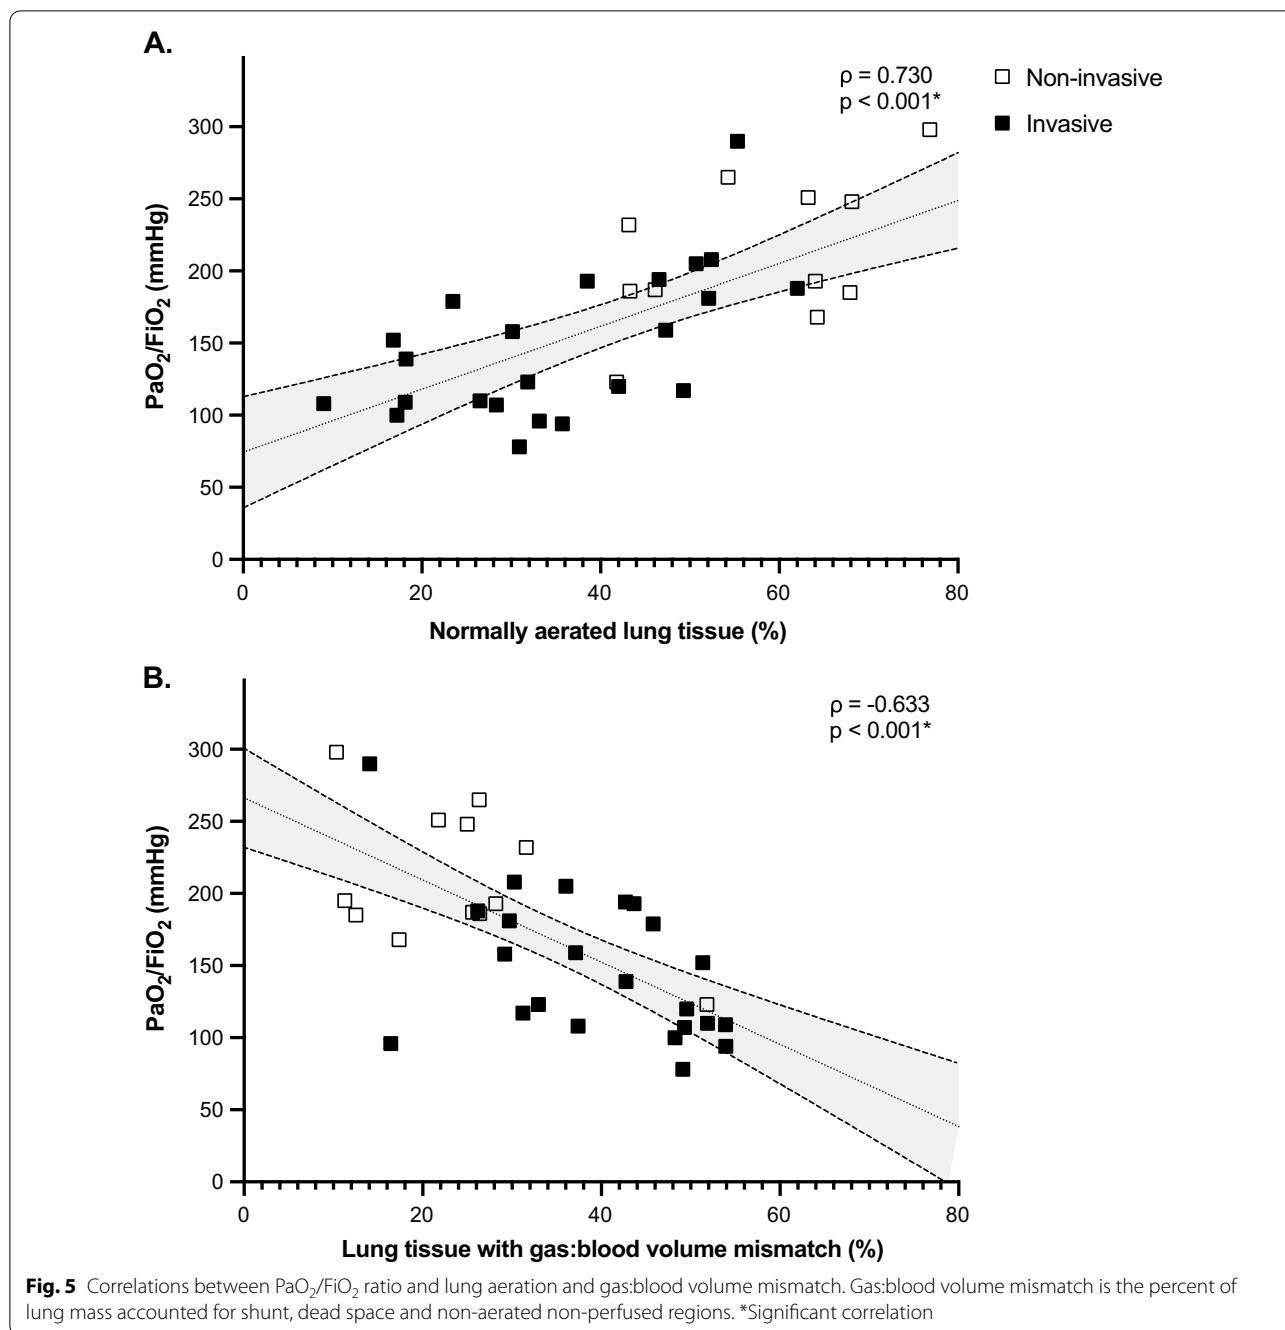 A.
ρ = 0.730
p < 0.001*
Non-invasive
Invasive
300
250
200
150
100
50
0
PaO2/FiO2 (mmHg)
0 20 40 60 80
Normally aerated lung tissue (%)
B.
ρ = -0.633
p < 0.001*
300
250
200
150
100
50
0
PaO2/FiO2 (mmHg)
0 20 40 60 80
Lung tissue with gas:blood volume mismatch (%)
Fig. 5 Correlations between PaO2/FiO2 ratio and lung aeration and gas:blood volume mismatch. Gas:blood volume mismatch is the percent of
lung mass accounted for shunt, dead space and non-aerated non-perfused regions. *Significant correlation